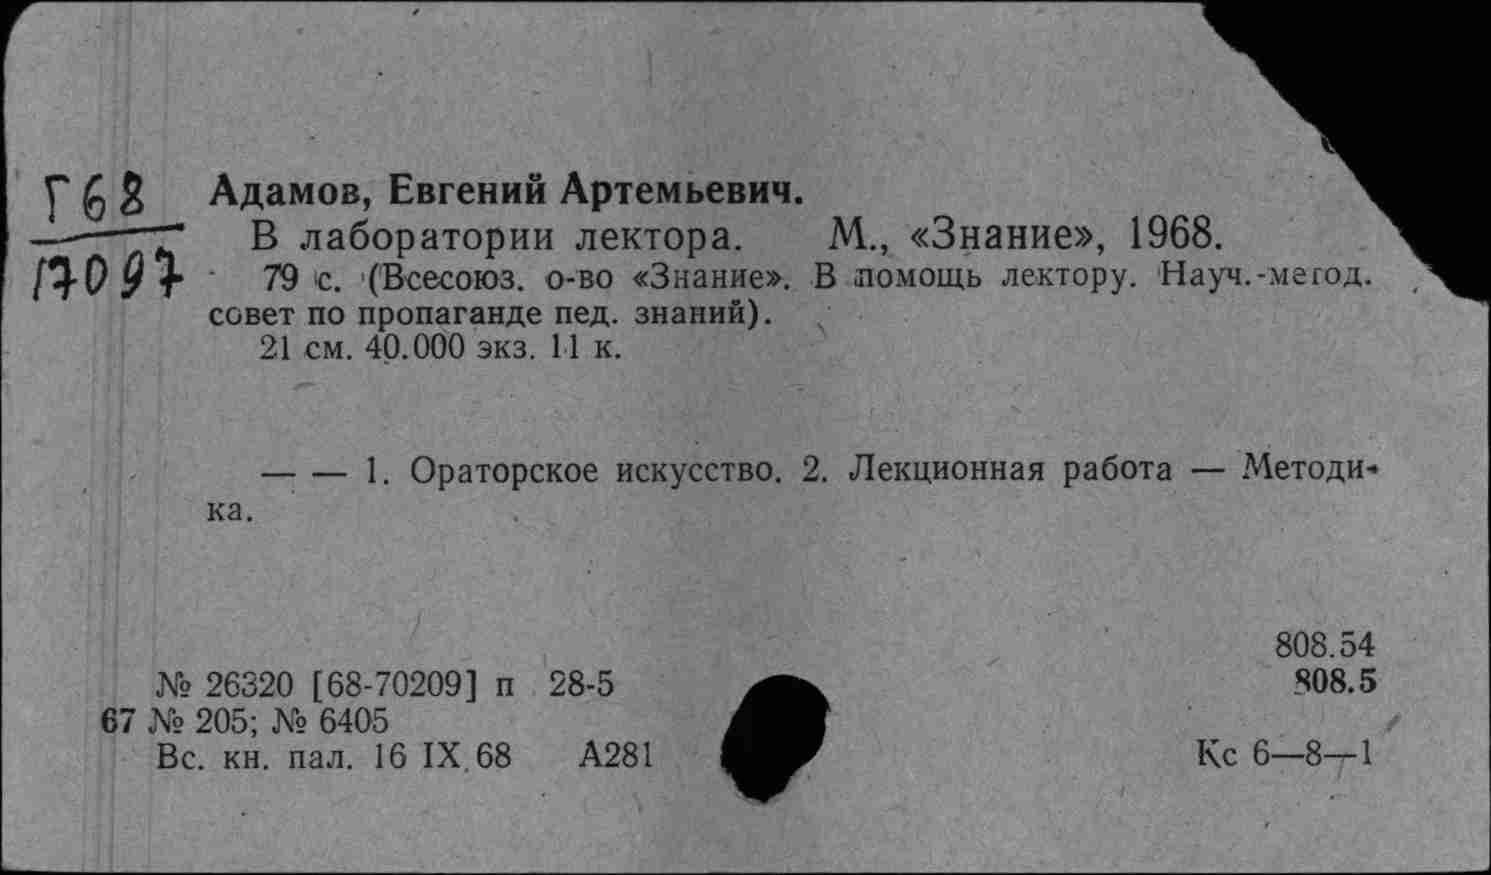 Г68
17097
Адамов, Евгений Артемьевич.
В лаборатории лектора. М., «Знание», 1968.
79 с. (Всесоюз. о-во «Знание». В помощь лектору. Науч.-метод.
совет по пропаганде пед. знаний).
21 см. 40.000 экз. 11 к.
— — 1. Ораторское искусство. 2. Лекционная работа — Методи-
ка.
808.54
№ 26320 [68-70209] п 28-5 808.5
67 № 205; № 6405
Вс. кн. пал. 16 IX.68 А281 Кс 6—8—1